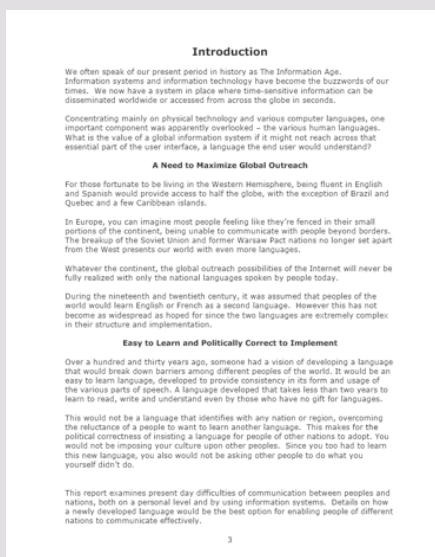 Introduction
We often speak of our present period in history as The Information Age.
Information systems and information technology have become the buzzwords of our
times. We now have a system in place where time-sensitive information can be
disseminated worldwide or accessed from across the globe in seconds.
Concentrating mainly on physical technology and various computer languages, one
important component was apparently overlooked – the various human languages.
What is the value of a global information system if it might not reach across that
essential part of the user interface, a language the end user would understand?
A Need to Maximize Global Outreach
For those fortunate to be living in the Western Hemisphere, being fluent in English
and Spanish would provide access to half the globe, with the exception of Brazil and
Quebec and a few Caribbean islands.
In Europe, you can imagine most people feeling like they're fenced in their small
portions of the continent, being unable to communicate with people beyond borders.
The breakup of the Soviet Union and former Warsaw Pact nations no longer set apart
from the West presents our world with even more languages.
Whatever the continent, the global outreach possibilities of the Internet will never be
fully realized with only the national languages spoken by people today.
During the nineteenth and twentieth century, it was assumed that peoples of the
world would learn English or French as a second language. However this has not
become as widespread as hoped for since the two languages are extremely complex
in their structure and implementation.
Easy to Learn and Politically Correct to Implement
Over a hundred and thirty years ago, someone had a vision of developing a language
that would break down barriers among different peoples of the world. It would be an
easy to learn language, developed to provide consistency in its form and usage of
the various parts of speech. A language developed that takes less than two years to
learn to read, write and understand even by those who have no gift for languages.
This would not be a language that identifies with any nation or region, overcoming
the reluctance of a people to want to learn another language. This makes for the
political correctness of insisting a language for people of other nations to adopt. You
would not be imposing your culture upon other peoples. Since you too had to learn
this new language, you also would not be asking other people to do what you
yourself didn't do.
This report examines present day difficulties of communication between peoples and
nations, both on a personal level and by using information systems. Details on how
a newly developed language would be the best option for enabling people of different
nations to communicate effectively.
3